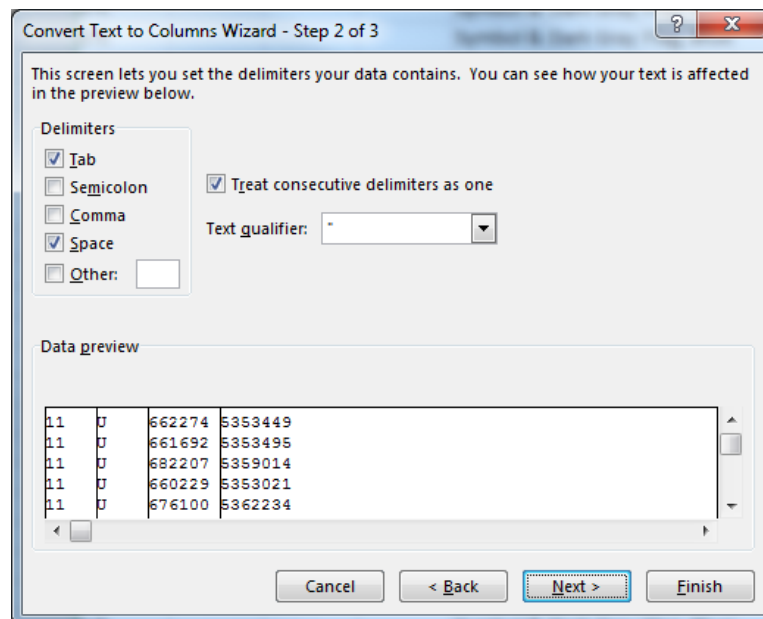 Convert Text to Columns Wizard - Step 2 of 3
This screen lets you set the delimiters your data contains.  You can see how your text is affected
in the preview below.
Delimiters
Tab
Semicolon
Comma
Space
Other:
Treat consecutive delimiters as one
Text qualifier: "
Data preview
11 U 662274 5353449
11 U 661692 5353495
11 U 682207 5359014
11 U 660229 5353021
11 U 676100 5362234
Cancel < Back Next > Finish